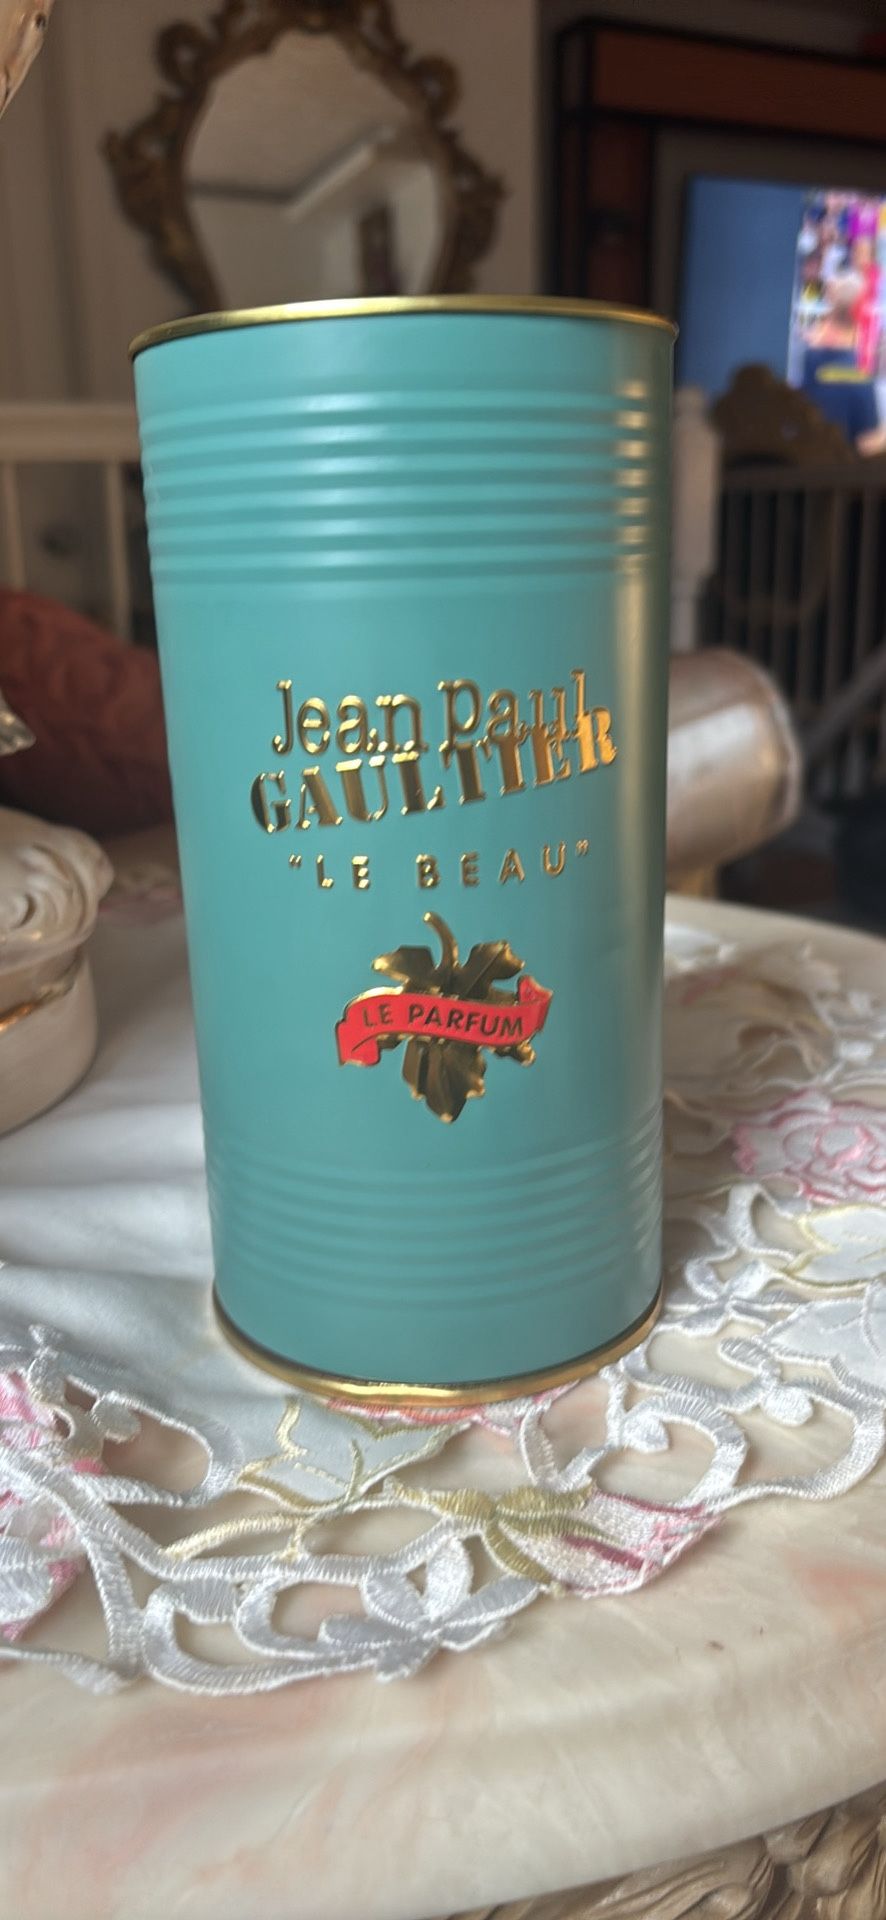 Jean Paul
GAULTIER
"LE BEAU"
LE PARFUM